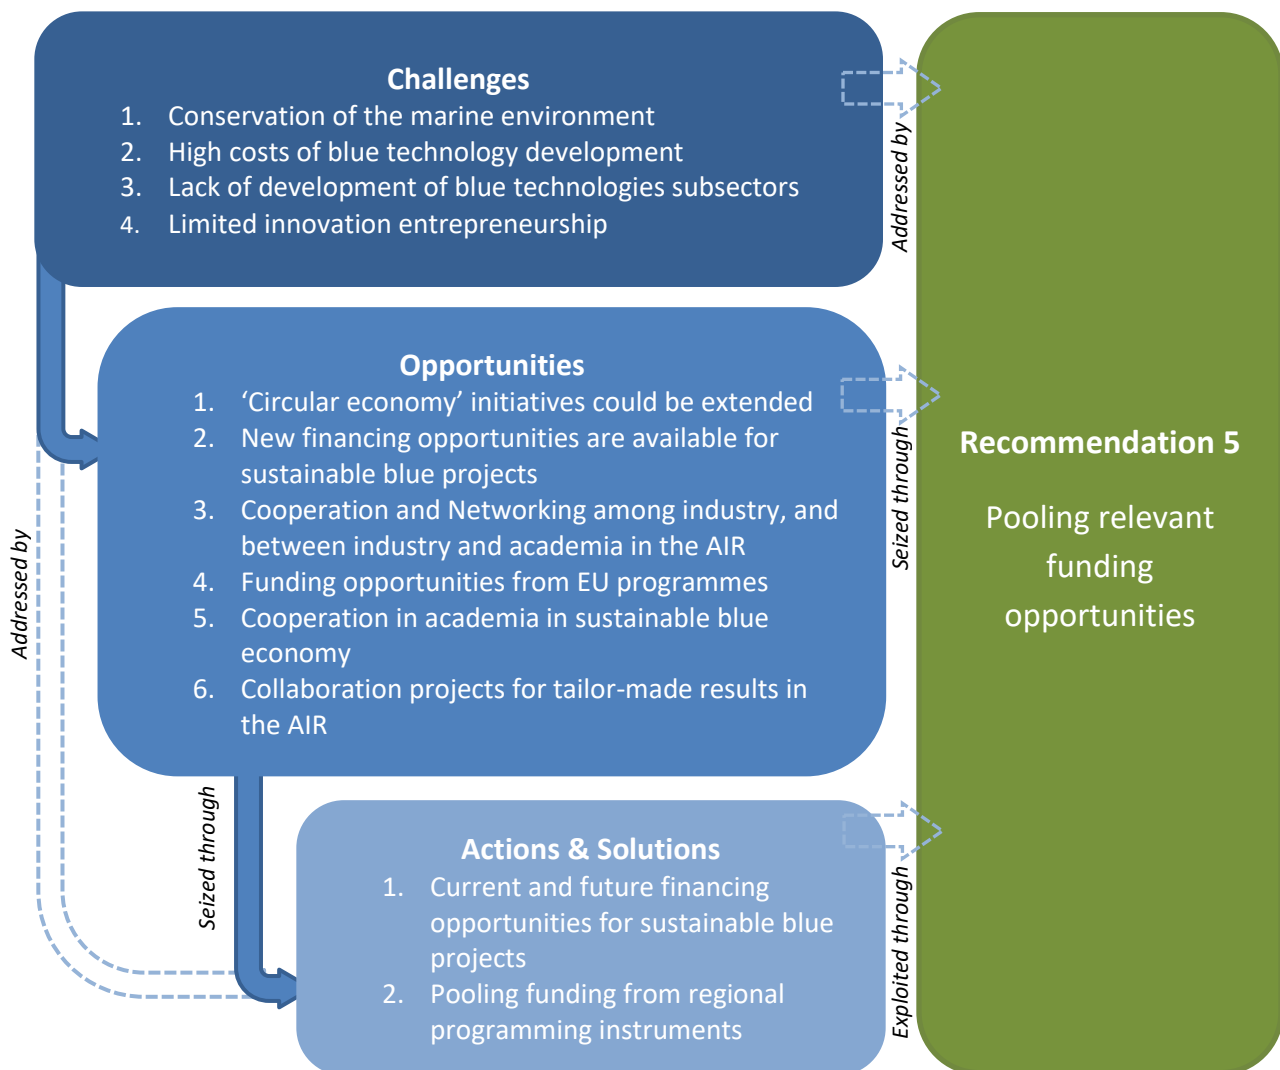 Challenges
1. Conservation of the marine environment
2. High costs of blue technology development
3. Lack of development of blue technologies subsectors
4. Limited innovation entrepreneurship
Addressed by
Opportunities
1. ‘Circular economy’ initiatives could be extended
2. New financing opportunities are available for
sustainable blue projects
3. Cooperation and Networking among industry, and
between industry and academia in the AIR
4. Funding opportunities from EU programmes
5. Cooperation in academia in sustainable blue
economy
6. Collaboration projects for tailor-made results in
the AIR
Seized through
Addressed by
Seized through
Actions & Solutions
1. Current and future financing
opportunities for sustainable blue
projects
2. Pooling funding from regional
programming instruments
Exploited through
Recommendation 5
Pooling relevant
funding
opportunities